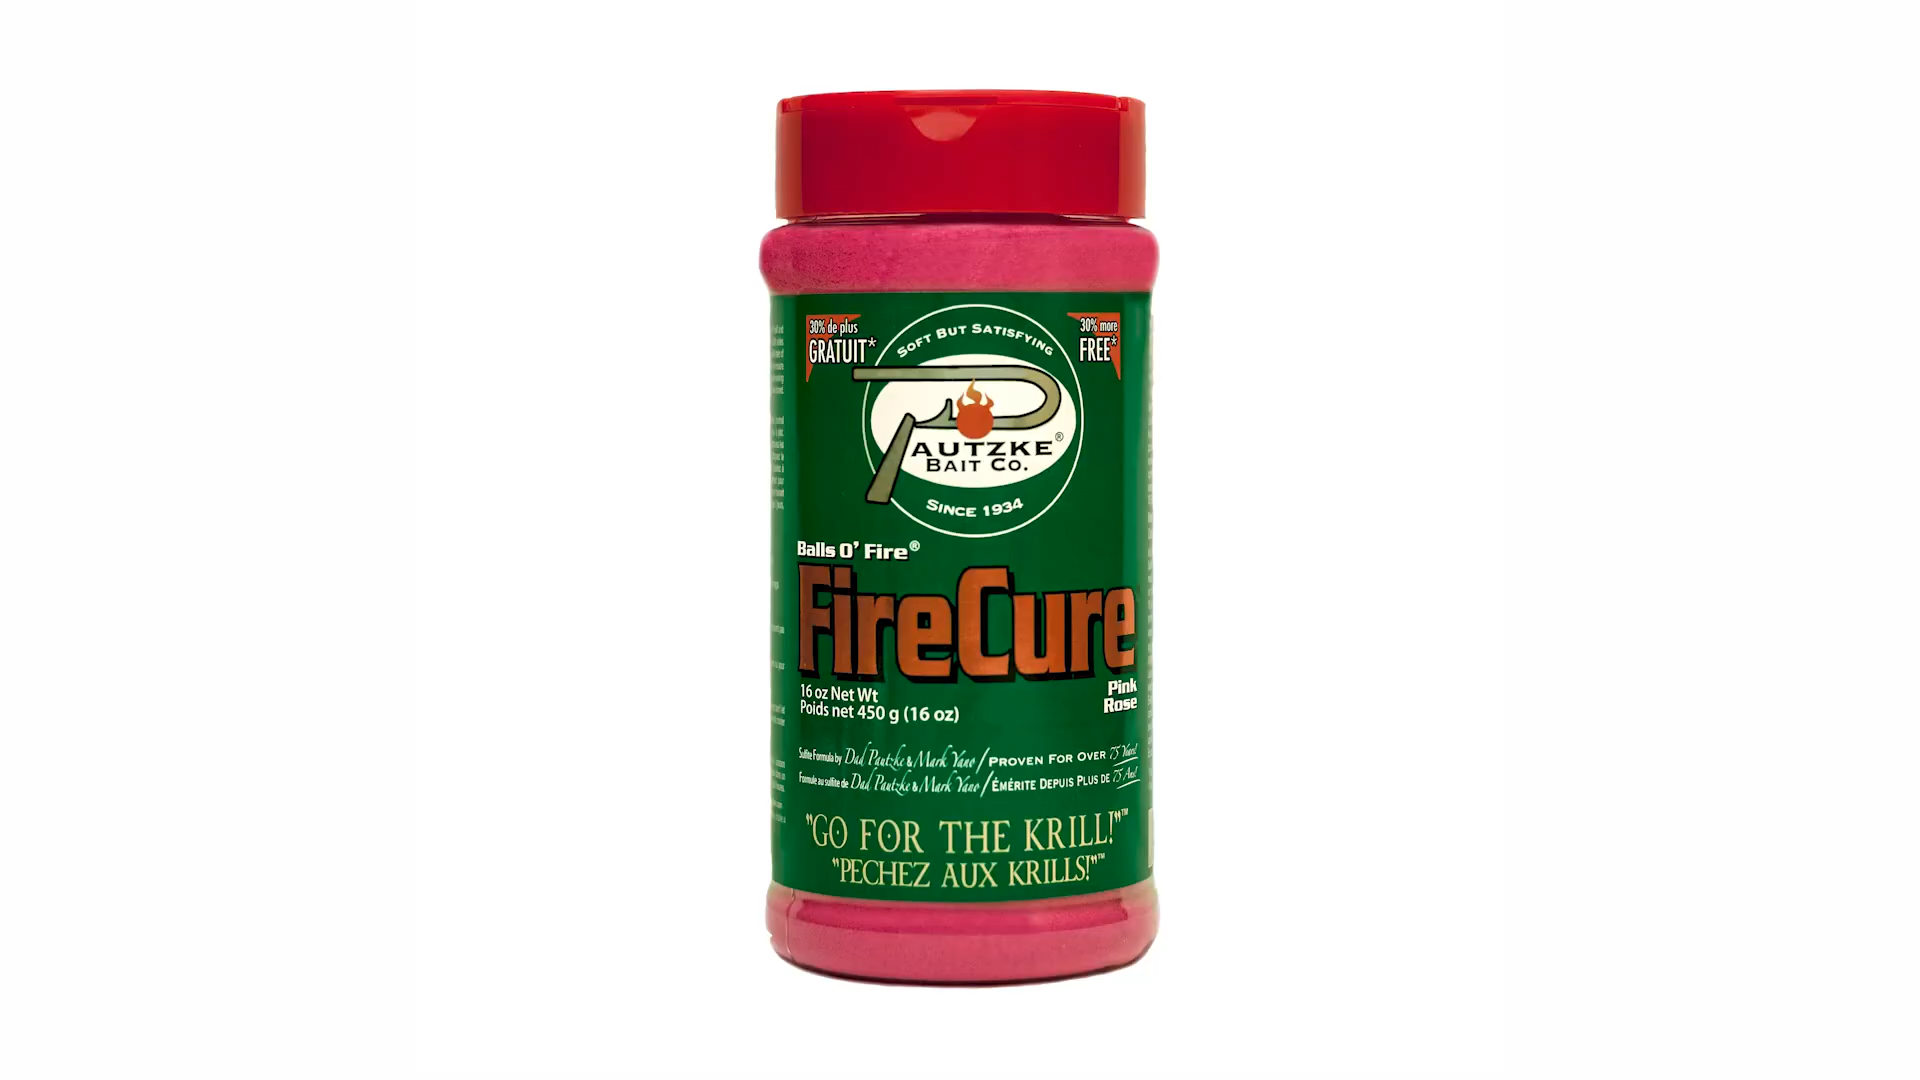 30% de plus
GRATUIT*
SOFT BUT SATISFYING
30% more
FREE*
PAUTZKE®
BAIT CO.
SINCE 1934
Balls O' Fire®
FireCure
16 oz Net Wt
Poids net 450 g (16 oz)
Pink
Rose
Sulfite Formula by Dad Pautzke & Mark Yano / PROVEN FOR OVER 75 Years!
Formule au sulfite de Dad Pautzke & Mark Yano / ÉMÉRITE DEPUIS PLUS DE 75 Ans!
"GO FOR THE KRILL!"™
"PECHEZ AUX KRILLS!"™